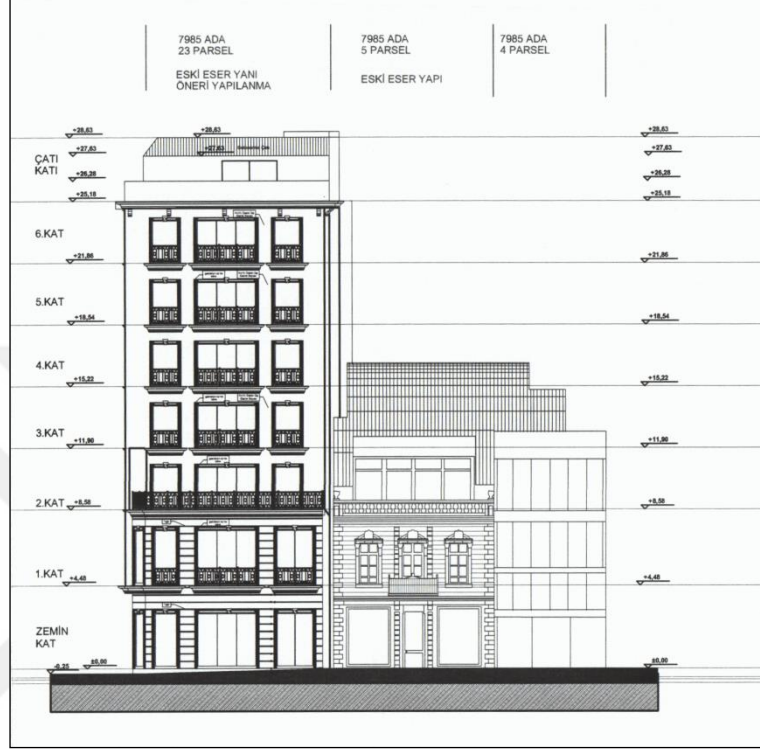 7985 ADA
23 PARSEL
ESKİ ESER YANI
ÖNERİ YAPILANMA
7985 ADA
5 PARSEL
ESKİ ESER YAPI
7985 ADA
4 PARSEL
+28,63
+28,63
+28,63
+27,63
+27,63
+27,63
ÇATI
KATI
+26,28
+26,28
+25,18
+25,18
6.KAT
+21,86
+21,86
5.KAT
+18,54
+18,54
4.KAT
+15,22
+15,22
3.KAT
+11,90
+11,90
2.KAT
+8,58
+8,58
1.KAT
+4,48
+4,48
ZEMİN
KAT
-0,25
±0,00
±0,00